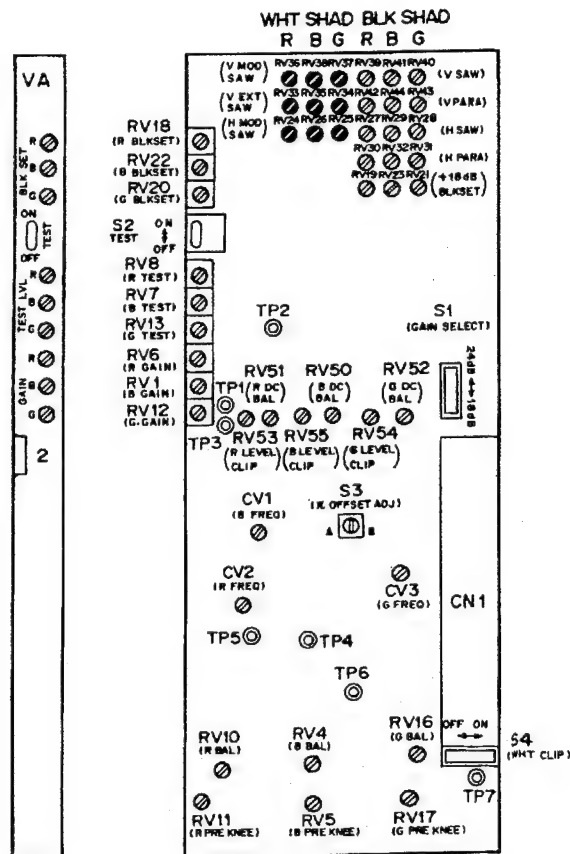 WHT SHAD BLK SHAD
R B G R B G
VA
(V MOD SAW) RV36 RV38 RV37 RV39 RV41 RV40 (V SAW)
(V EXT SAW) RV33 RV35 RV34 RV42 RV44 RV43 (V PARA)
(H MOD SAW) RV24 RV26 RV25 RV27 RV29 RV28 (H SAW)
RV30 RV32 RV31 (H PARA)
RV19 RV23 RV21 (+18dB BLKSET)
R
B
G
BLK SET
ON
OFF
TEST
R
B
G
TEST LVL
R
B
G
GAIN
2
RV18
(R BLKSET)
RV22
(B BLKSET)
RV20
(G BLKSET)
S2
TEST
ON
OFF
RV8
(R TEST)
RV7
(B TEST)
RV13
(G TEST)
RV6
(R GAIN)
RV1
(B GAIN)
RV12
(G.GAIN)
TP2
S1
(GAIN SELECT)
24dB 18dB
TP1
TP3
RV51
(R DC BAL)
RV50
(B DC BAL)
RV52
(G DC BAL)
RV53
(R LEVEL CLIP)
RV55
(B LEVEL CLIP)
RV54
(G LEVEL CLIP)
CV1
(B FREQ)
S3
(IR OFFSET ADJ)
A B
CV2
(R FREQ)
CV3
(G FREQ)
CN1
TP5
TP4
TP6
RV10
(R BAL)
RV4
(B BAL)
RV16
(G BAL)
OFF ON
S4
(WHT CLIP)
TP7
RV11
(R PRE KNEE)
RV5
(B PRE KNEE)
RV17
(G PRE KNEE)